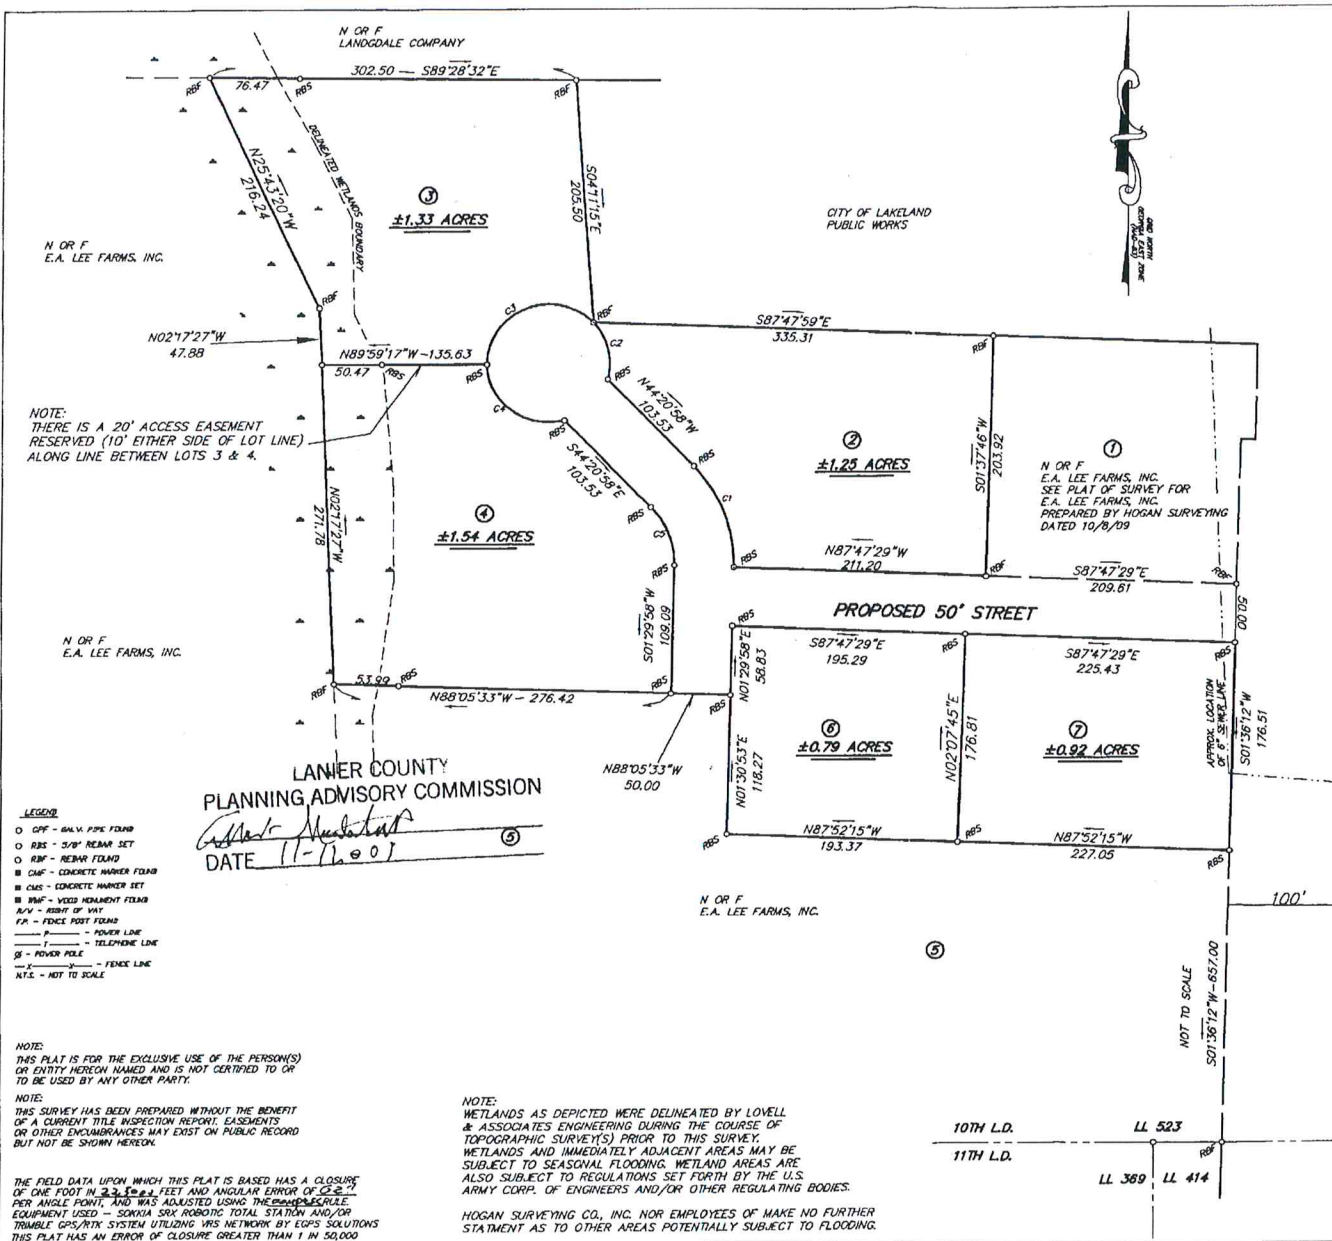 N OR F
LANDGDALE COMPANY
302.50 — S89°28'32"E
76.47
RBF
RBS
RBF
DELINEATED WETLANDS BOUNDARY
N25°43'20"W
216.24
③
±1.33 ACRES
S04°11'15"E
205.50
CITY OF LAKELAND
PUBLIC WORKS
GRID NORTH
GEORGIA EAST ZONE
(NAD-83)
N OR F
E.A. LEE FARMS, INC.
RBF
N02°17'27"W
47.88
C3
RBF
C2
S87°47'59"E
335.31
RBF
N89°59'17"W-135.63
50.47
RBS
RBS
RBS
C4
N44°20'58"W
103.53
NOTE:
THERE IS A 20' ACCESS EASEMENT
RESERVED (10' EITHER SIDE OF LOT LINE)
ALONG LINE BETWEEN LOTS 3 & 4.
RBS
S44°20'58"E
103.53
RBS
C1
②
±1.25 ACRES
S01°37'46"W
203.92
①
N OR F
E.A. LEE FARMS, INC.
SEE PLAT OF SURVEY FOR
E.A. LEE FARMS, INC.
PREPARED BY HOGAN SURVEYING
DATED 10/8/09
N02°17'27"W
271.78
④
±1.54 ACRES
RBS
C5
RBS
RBS
N87°47'29"W
211.20
RBF
S87°47'29"E
209.61
RBF
PROPOSED 50' STREET
50.00
N OR F
E.A. LEE FARMS, INC.
S01°29'58"W
109.09
RBS
N01°29'58"E
58.83
S87°47'29"E
195.29
RBS
S87°47'29"E
225.43
RBS
53.99
RBF
RBS
N88°05'33"W - 276.42
RBS
RBS
N88°05'33"W
50.00
N01°30'53"E
118.27
⑥
±0.79 ACRES
N02°07'45"E
176.81
⑦
±0.92 ACRES
APPROX. LOCATION
OF 6" SEWER LINE
S01°36'12"W
176.51
RBS
N87°52'15"W
193.37
RBS
N87°52'15"W
227.05
RBS
LANIER COUNTY
PLANNING ADVISORY COMMISSION
DATE
⑤
LEGEND
GPF - GALV. PIPE FOUND
RBS - 5/8" REBAR SET
RBF - REBAR FOUND
CMF - CONCRETE MARKER FOUND
CMS - CONCRETE MARKER SET
WMF - WOOD MONUMENT FOUND
R/W - RIGHT OF WAY
F.P. - FENCE POST FOUND
P - POWER LINE
T - TELEPHONE LINE
- POWER POLE
X X - FENCE LINE
N.T.S. - NOT TO SCALE
N OR F
E.A. LEE FARMS, INC.
⑤
100'
NOT TO SCALE
S01°36'12"W-657.00
NOTE:
THIS PLAT IS FOR THE EXCLUSIVE USE OF THE PERSON(S)
OR ENTITY HEREON NAMED AND IS NOT CERTIFIED TO OR
TO BE USED BY ANY OTHER PARTY.
NOTE:
THIS SURVEY HAS BEEN PREPARED WITHOUT THE BENEFIT
OF A CURRENT TITLE INSPECTION REPORT. EASEMENTS
OR OTHER ENCUMBRANCES MAY EXIST ON PUBLIC RECORD
BUT NOT BE SHOWN HEREON.
THE FIELD DATA UPON WHICH THIS PLAT IS BASED HAS A CLOSURE
OF ONE FOOT IN FEET AND ANGULAR ERROR OF
PER ANGLE POINT, AND WAS ADJUSTED USING THE RULE.
EQUIPMENT USED - SOKKIA SRX ROBOTIC TOTAL STATION AND/OR
TRIMBLE GPS/RTK SYSTEM UTILIZING VRS NETWORK BY EGPS SOLUTIONS
THIS PLAT HAS AN ERROR OF CLOSURE GREATER THAN 1 IN 50,000
NOTE:
WETLANDS AS DEPICTED WERE DELINEATED BY LOVELL
& ASSOCIATES ENGINEERING DURING THE COURSE OF
TOPOGRAPHIC SURVEY(S) PRIOR TO THIS SURVEY.
WETLANDS AND IMMEDIATELY ADJACENT AREAS MAY BE
SUBJECT TO SEASONAL FLOODING. WETLAND AREAS ARE
ALSO SUBJECT TO REGULATIONS SET FORTH BY THE U.S.
ARMY CORP. OF ENGINEERS AND/OR OTHER REGULATING BODIES.
HOGAN SURVEYING CO., INC. NOR EMPLOYEES OF MAKE NO FURTHER
STATMENT AS TO OTHER AREAS POTENTIALLY SUBJECT TO FLOODING.
10TH L.D.
LL 523
11TH L.D.
RBF
LL 369
LL 414